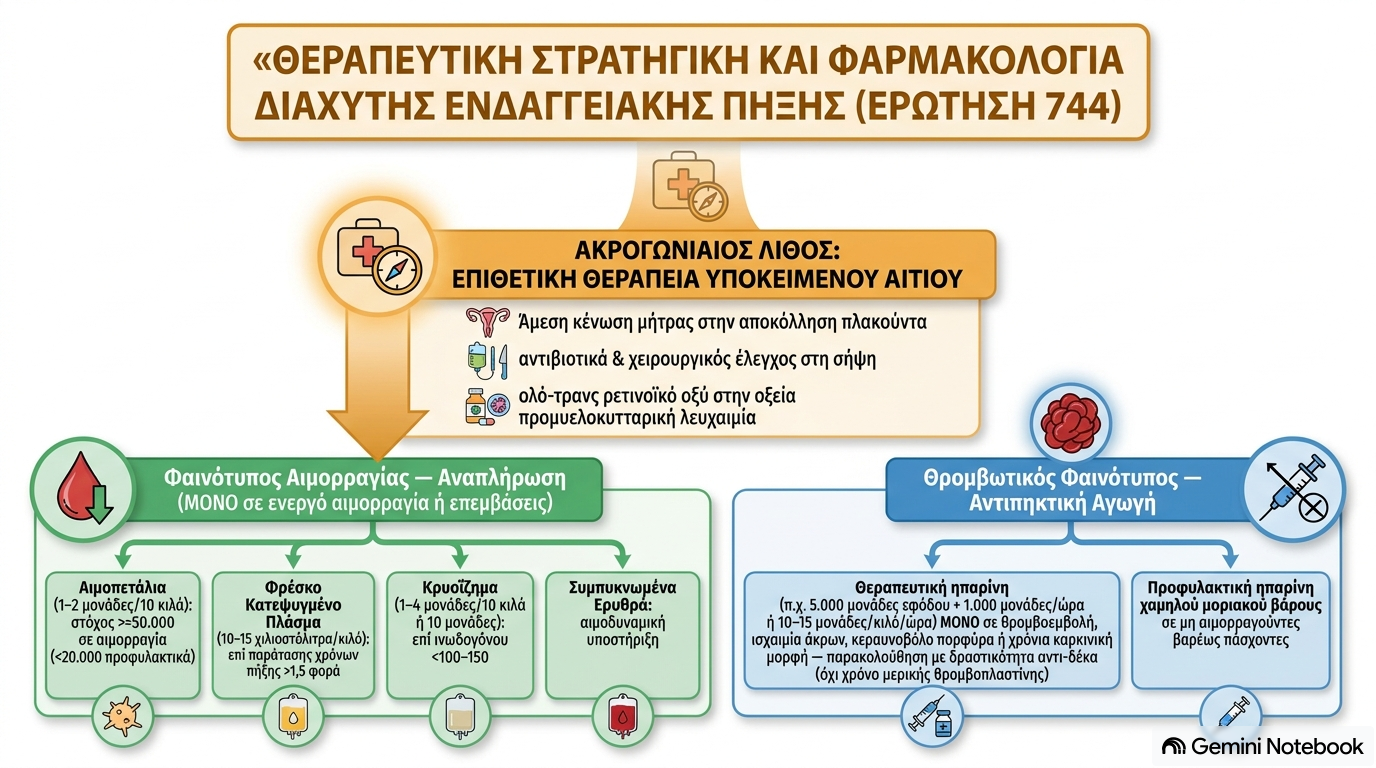 «ΘΕΡΑΠΕΥΤΙΚΗ ΣΤΡΑΤΗΓΙΚΗ ΚΑΙ ΦΑΡΜΑΚΟΛΟΓΙΑ
ΔΙΑΧΥΤΗΣ ΕΝΔΑΓΓΕΙΑΚΗΣ ΠΗΞΗΣ (ΕΡΩΤΗΣΗ 744)
ΑΚΡΟΓΩΝΙΑΙΟΣ ΛΙΘΟΣ:
ΕΠΙΘΕΤΙΚΗ ΘΕΡΑΠΕΙΑ ΥΠΟΚΕΙΜΕΝΟΥ ΑΙΤΙΟΥ
Άμεση κένωση μήτρας στην αποκόλληση πλακούντα
αντιβιοτικά & χειρουργικός έλεγχος στη σήψη
ολό-τρανς ρετινοϊκό οξύ στην οξεία
προμυελοκυτταρική λευχαιμία
Φαινότυπος Αιμορραγίας — Αναπλήρωση
(ΜΟΝΟ σε ενεργό αιμορραγία ή επεμβάσεις)
Αιμοπετάλια
(1–2 μονάδες/10 κιλά):
στόχος >=50.000
σε αιμορραγία
(<20.000 προφυλακτικά)
Φρέσκο
Κατεψυγμένο
Πλάσμα
(10–15 χιλιοστόλιτρα/κιλό):
επί παράτασης χρόνων
πήξης >1,5 φορά
Κρυοΐζημα
(1–4 μονάδες/10 κιλά
ή 10 μονάδες):
επί ινωδογόνου
<100–150
Συμπυκνωμένα
Ερυθρά:
αιμοδυναμική
υποστήριξη
Θρομβωτικός Φαινότυπος —
Αντιπηκτική Αγωγή
Θεραπευτική ηπαρίνη
(π.χ. 5.000 μονάδες εφόδου + 1.000 μονάδες/ώρα
ή 10–15 μονάδες/κιλό/ώρα) ΜΟΝΟ σε θρομβοεμβολή,
ισχαιμία άκρων, κεραυνοβόλο πορφύρα ή χρόνια καρκινική
μορφή — παρακολούθηση με δραστικότητα αντι-δέκα
(όχι χρόνο μερικής θρομβοπλαστίνης)
Προφυλακτική ηπαρίνη
χαμηλού μοριακού βάρους
σε μη αιμορραγούντες
βαρέως πάσχοντες
Gemini Notebook